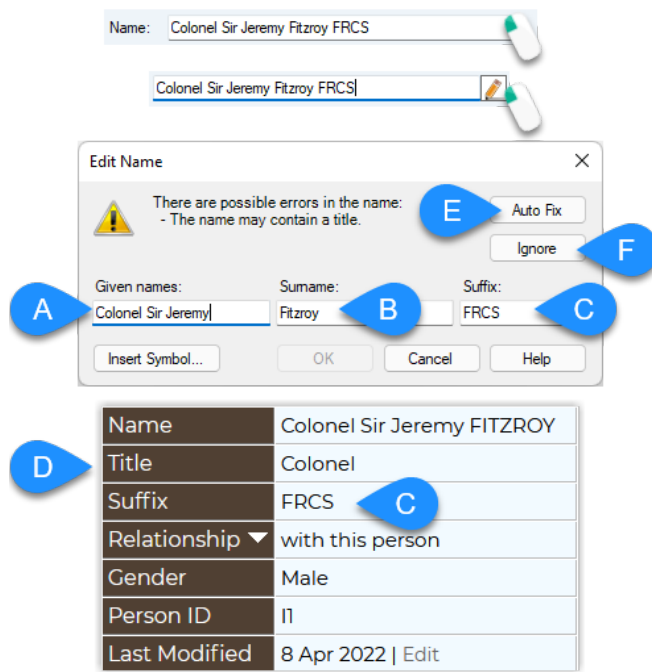 Name: Colonel Sir Jeremy Fitzroy FRCS
Colonel Sir Jeremy Fitzroy FRCS
Edit Name
There are possible errors in the name:
- The name may contain a title.
E
Auto Fix
Ignore
F
Given names: Surname: Suffix:
A Colonel Sir Jeremy Fitzroy B FRCS C
Insert Symbol... OK Cancel Help
Name Colonel Sir Jeremy FITZROY
D Title Colonel
Suffix FRCS C
Relationship with this person
Gender Male
Person ID I1
Last Modified 8 Apr 2022 | Edit